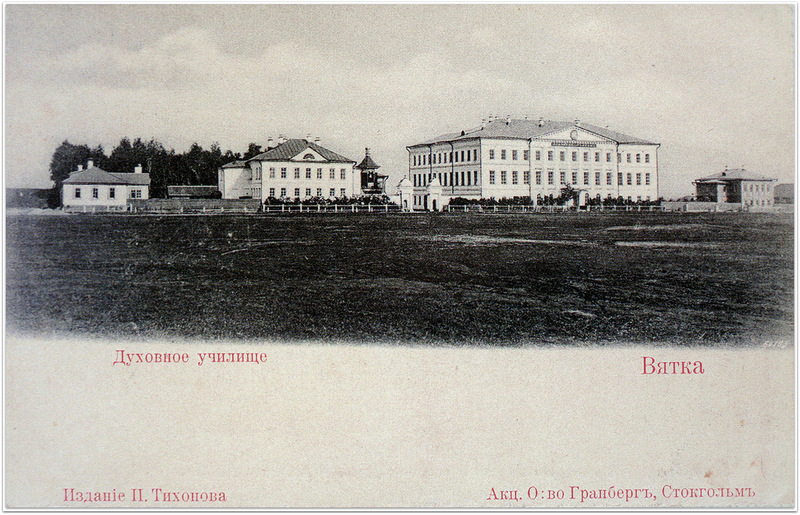 Духовное училище
Вятка
Изданіе П. Тихонова
Акц. О:во Гранбергъ, Стокгольмъ